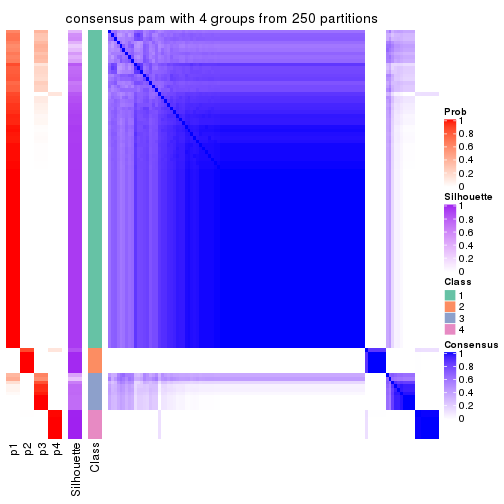 consensus pam with 4 groups from 250 partitions
Prob
1
0.8
0.6
0.4
0.2
0
Silhouette
1
0.8
0.6
0.4
0.2
0
Class
1
2
3
4
Consensus
1
0.8
0.6
0.4
0.2
0
p1
p2
p3
p4
Silhouette
Class